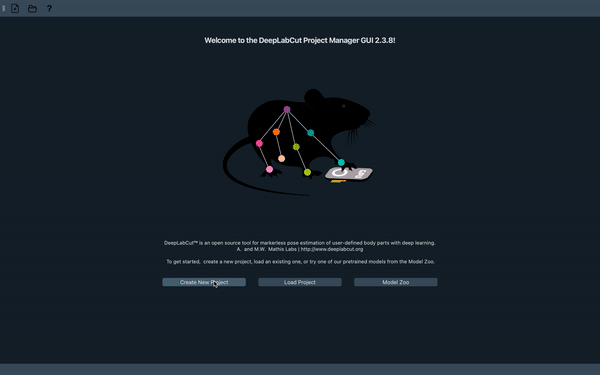 ?
Welcome to the DeepLabCut Project Manager GUI 2.3.8!
DeepLabCut™ is an open source tool for markerless pose estimation of user-defined body parts with deep learning.
A. and M.W. Mathis Labs | http://www.deeplabcut.org
To get started, create a new project, load an existing one, or try one of our pretrained models from the Model Zoo.
Create New Project
Load Project
Model Zoo